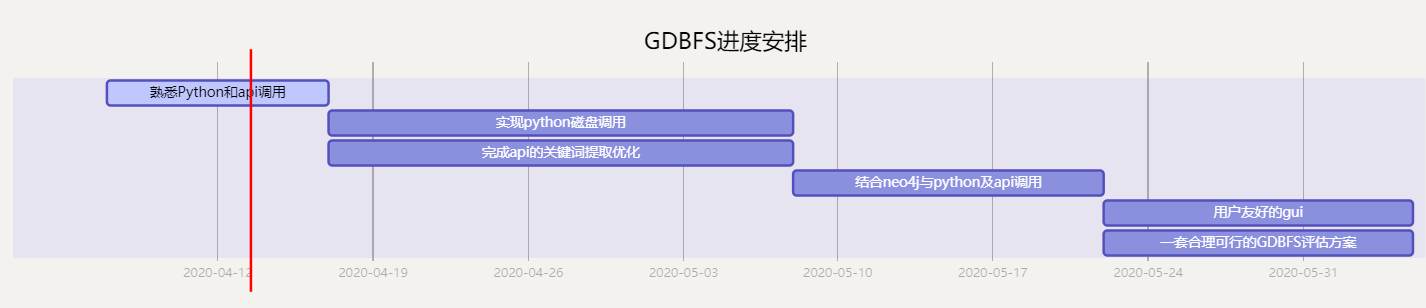 GDBFS进度安排
熟悉Python和api调用
实现python磁盘调用
完成api的关键词提取优化
结合neo4j与python及api调用
用户友好的gui
一套合理可行的GDBFS评估方案
2020-04-12
2020-04-19
2020-04-26
2020-05-03
2020-05-10
2020-05-17
2020-05-24
2020-05-31